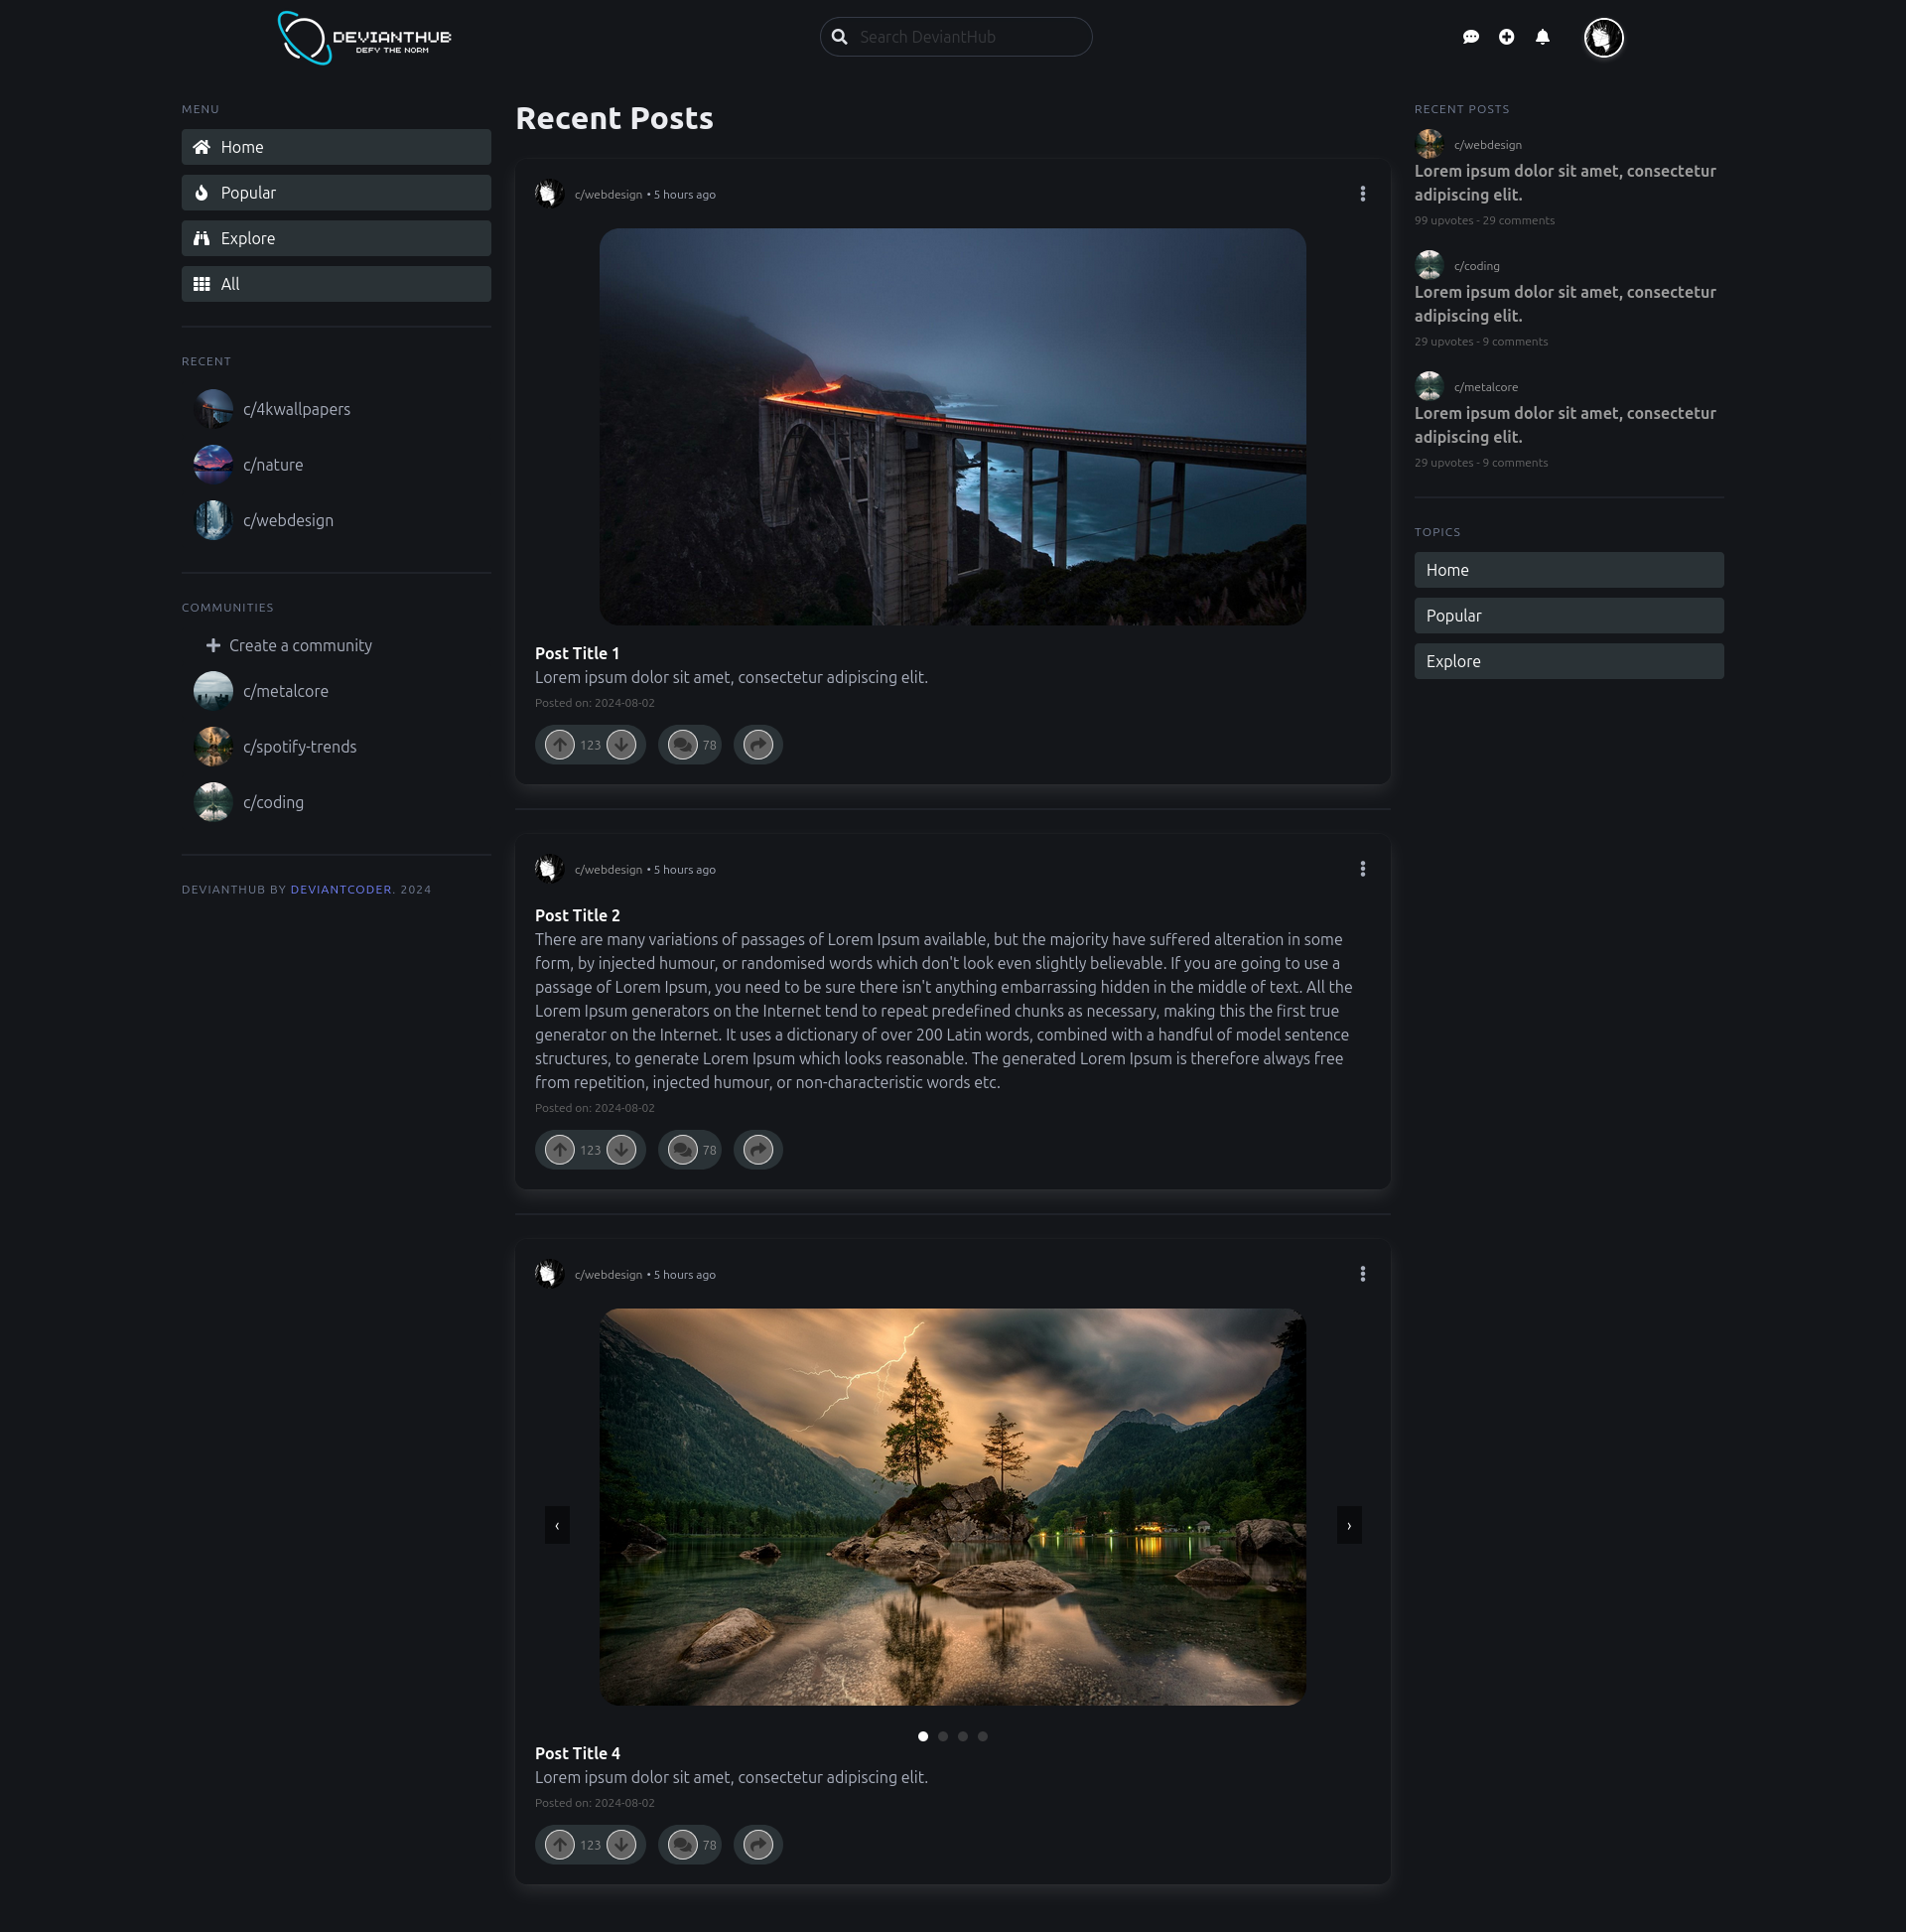 DEVIANTHUB
DEFY THE NORM
Search DeviantHub
MENU
Home
Popular
Explore
All
RECENT
c/4kwallpapers
c/nature
c/webdesign
COMMUNITIES
Create a community
c/metalcore
c/spotify-trends
c/coding
DEVIANTHUB BY DEVIANTCODER. 2024
Recent Posts
c/webdesign • 5 hours ago
Post Title 1
Lorem ipsum dolor sit amet, consectetur adipiscing elit.
Posted on: 2024-08-02
123 78
c/webdesign • 5 hours ago
Post Title 2
There are many variations of passages of Lorem Ipsum available, but the majority have suffered alteration in some
form, by injected humour, or randomised words which don't look even slightly believable. If you are going to use a
passage of Lorem Ipsum, you need to be sure there isn't anything embarrassing hidden in the middle of text. All the
Lorem Ipsum generators on the Internet tend to repeat predefined chunks as necessary, making this the first true
generator on the Internet. It uses a dictionary of over 200 Latin words, combined with a handful of model sentence
structures, to generate Lorem Ipsum which looks reasonable. The generated Lorem Ipsum is therefore always free
from repetition, injected humour, or non-characteristic words etc.
Posted on: 2024-08-02
123 78
c/webdesign • 5 hours ago
‹ ›
Post Title 4
Lorem ipsum dolor sit amet, consectetur adipiscing elit.
Posted on: 2024-08-02
123 78
RECENT POSTS
c/webdesign
Lorem ipsum dolor sit amet, consectetur
adipiscing elit.
99 upvotes - 29 comments
c/coding
Lorem ipsum dolor sit amet, consectetur
adipiscing elit.
29 upvotes - 9 comments
c/metalcore
Lorem ipsum dolor sit amet, consectetur
adipiscing elit.
29 upvotes - 9 comments
TOPICS
Home
Popular
Explore